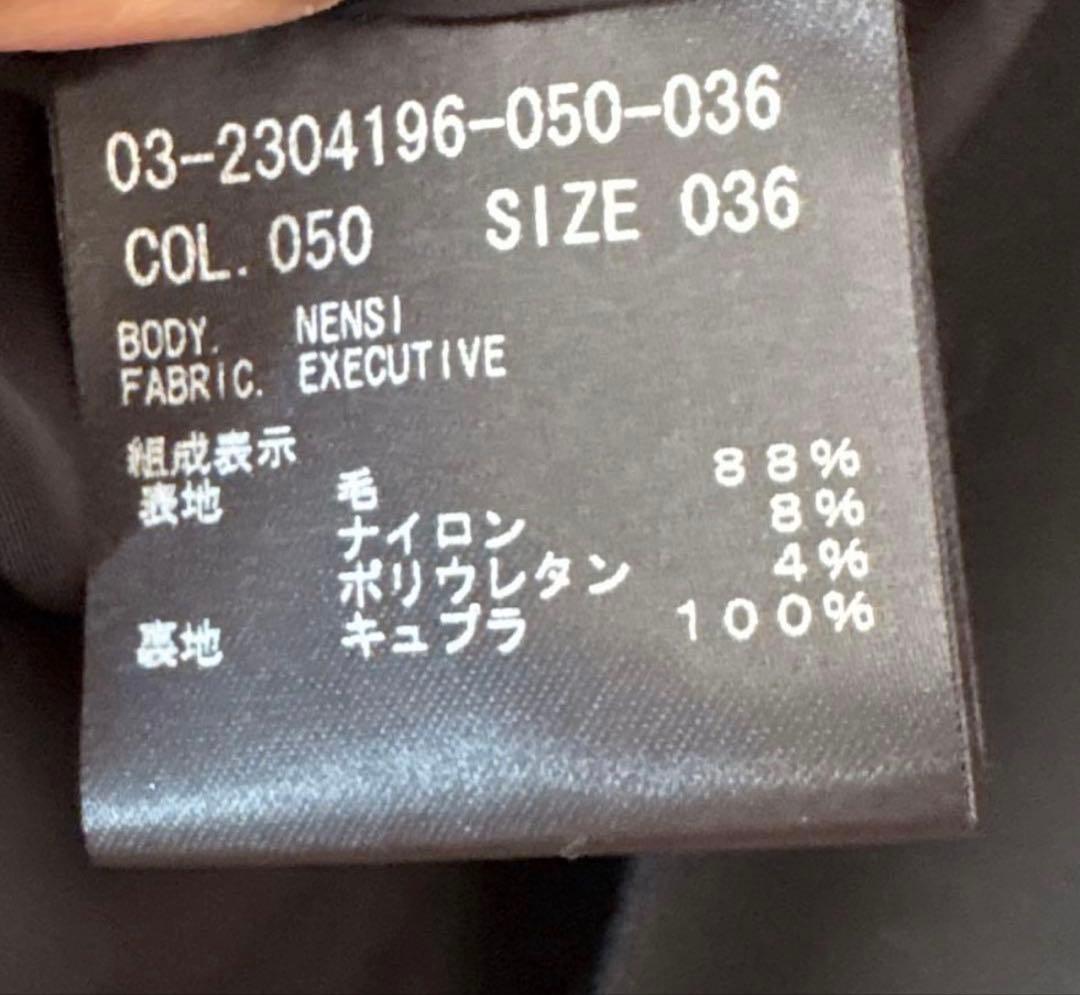 03-2304196-050-036
COL. 050 SIZE 036
BODY. NENSI
FABRIC. EXECUTIVE
組成表示
表地 毛 88%
ナイロン 8%
ポリウレタン 4%
裏地 キュプラ 100%